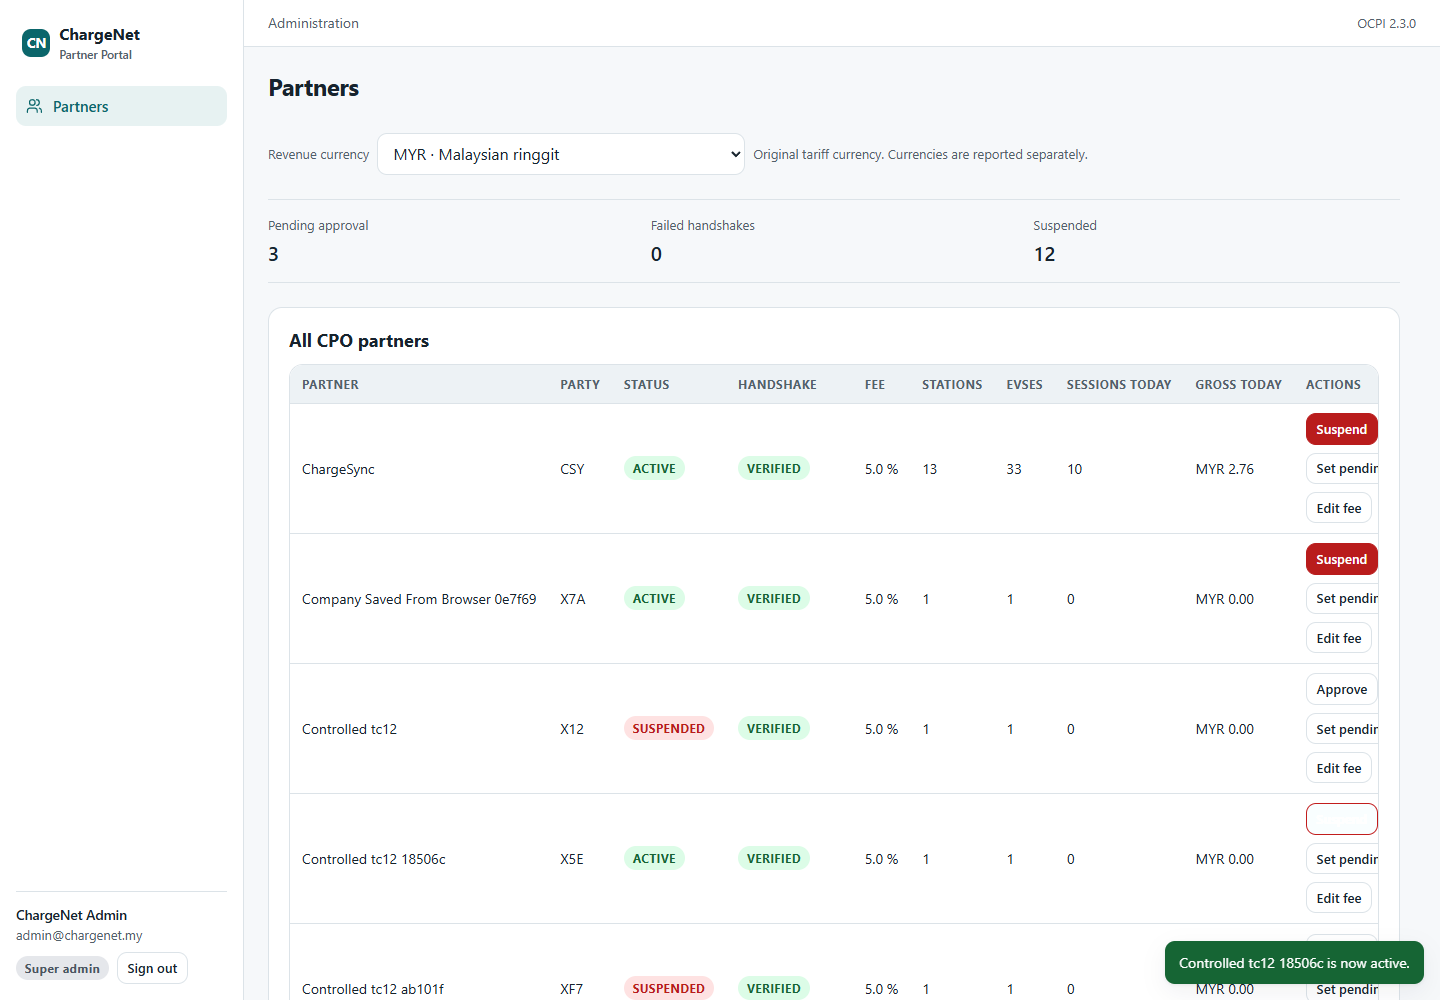 CN
ChargeNet
Partner Portal
Partners
Administration
OCPI 2.3.0
Partners
Revenue currency
MYR · Malaysian ringgit
Original tariff currency. Currencies are reported separately.
Pending approval
Failed handshakes
Suspended
3
0
12
All CPO partners
PARTNER PARTY STATUS HANDSHAKE FEE STATIONS EVSES SESSIONS TODAY GROSS TODAY ACTIONS
Suspend
ChargeSync CSY ACTIVE VERIFIED 5.0 % 13 33 10 MYR 2.76 Set pendin
Edit fee
Suspend
Company Saved From Browser 0e7f69 X7A ACTIVE VERIFIED 5.0 % 1 1 0 MYR 0.00 Set pendin
Edit fee
Approve
Controlled tc12 X12 SUSPENDED VERIFIED 5.0 % 1 1 0 MYR 0.00 Set pendin
Edit fee
Controlled tc12 18506c X5E ACTIVE VERIFIED 5.0 % 1 1 0 MYR 0.00 Set pendin
Edit fee
Controlled tc12 ab101f XF7 SUSPENDED VERIFIED 5.0 % 1 1 0 MYR 0.00 Set pendin
Controlled tc12 18506c is now active.
ChargeNet Admin
admin@chargenet.my
Super admin
Sign out